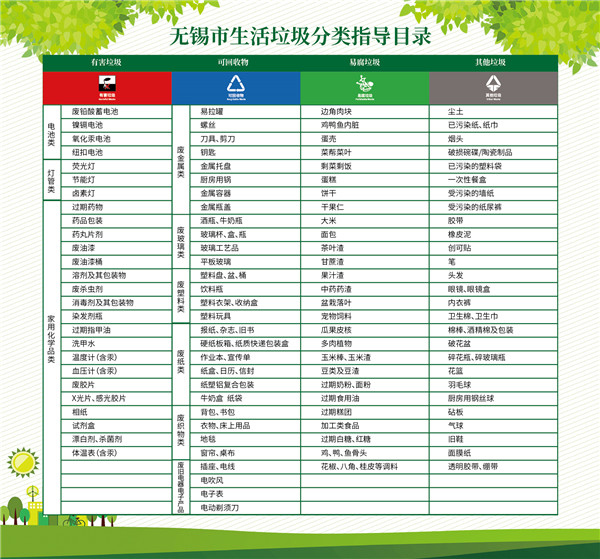 无锡市生活垃圾分类指导目录
有害垃圾 可回收物 易腐垃圾 其他垃圾
有害垃圾 可回收物 易腐垃圾 其他垃圾
电池类 废铅酸蓄电池 废金属类 易拉罐 边角肉块 尘土
镍镉电池 螺丝 鸡鸭鱼内脏 已污染纸、纸巾
氧化汞电池 刀具、剪刀 蛋壳 烟头
纽扣电池 钥匙 菜帮菜叶 破损碗碟/陶瓷制品
灯管类 荧光灯 金属托盘 剩菜剩饭 已污染的塑料袋
节能灯 厨房用锅 蛋糕 一次性餐盒
卤素灯 金属容器 饼干 受污染的墙纸
家用化学品类 过期药物 金属瓶盖 干果仁 受污染的纸尿裤
药品包装 废玻璃类 酒瓶、牛奶瓶 大米 胶带
药丸片剂 玻璃杯、盒、瓶 面包 橡皮泥
废油漆 玻璃工艺品 茶叶渣 创可贴
废油漆桶 平板玻璃 甘蔗渣 笔
溶剂及其包装物 废塑料类 塑料盘、盆、桶 果汁渣 头发
废杀虫剂 饮料瓶 中药药渣 眼镜、眼镜盒
消毒剂及其包装物 塑料衣架、收纳盒 盆栽落叶 内衣裤
染发剂瓶 塑料玩具 宠物饲料 卫生棉、卫生巾
过期指甲油 废纸类 报纸、杂志、旧书 瓜果皮核 棉棒、酒精棉及包装
洗甲水 硬纸板箱、纸质快递包装盒 多肉植物 破花盆
温度计(含汞) 作业本、宣传单 玉米棒、玉米渣 碎花瓶、碎玻璃瓶
血压计(含汞) 纸盒、日历、信封 豆类及豆渣 花篮
废胶片 纸塑铝复合包装 过期奶粉、面粉 羽毛球
X光片、感光胶片 牛奶盒 纸袋 过期食用油 厨房用钢丝球
相纸 废织物类 背包、书包 过期糕团 砧板
试剂盒 衣物、床上用品 加工类食品 气球
漂白剂、杀菌剂 地毯 过期白糖、红糖 旧鞋
体温表(含汞) 窗帘、桌布 鸡、鸭、鱼骨头 面膜纸
废旧电器电子产品 插座、电线 花椒、八角、桂皮等调料 透明胶带、绷带
电吹风
电子表
电动剃须刀